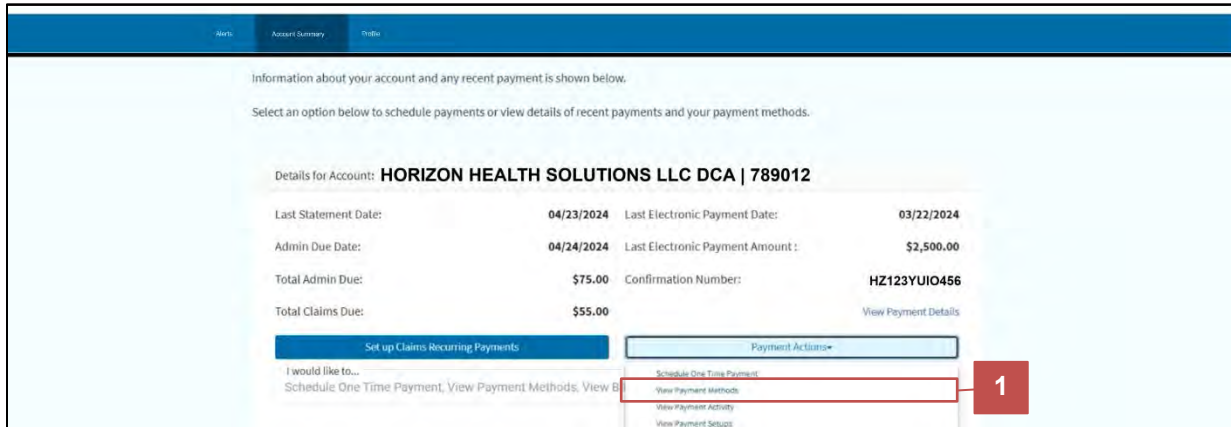 Alerts Account Summary Profile
Information about your account and any recent payment is shown below.
Select an option below to schedule payments or view details of recent payments and your payment methods.
Details for Account: HORIZON HEALTH SOLUTIONS LLC DCA | 789012
Last Statement Date: 04/23/2024 Last Electronic Payment Date: 03/22/2024
Admin Due Date: 04/24/2024 Last Electronic Payment Amount : $2,500.00
Total Admin Due: $75.00 Confirmation Number: HZ123YUIO456
Total Claims Due: $55.00 View Payment Details
Set up Claims Recurring Payments Payment Actions
I would like to...
Schedule One Time Payment, View Payment Methods, View B
Schedule One Time Payment
View Payment Methods
1
View Payment Activity
View Payment Setups